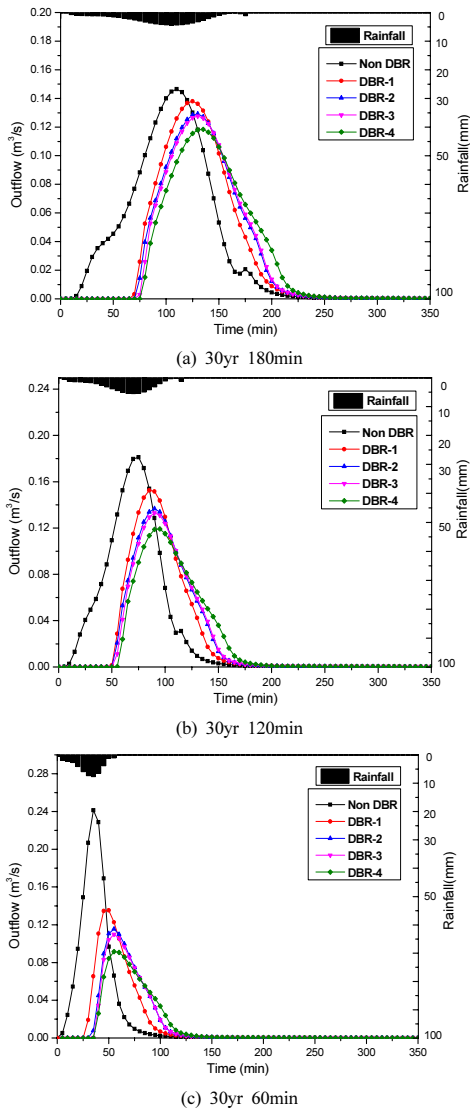 0.20
0.18
0.16
0.14
0.12
0.10
0.08
0.06
0.04
0.02
0.00
Outflow (m³/s)
0
10
20
30
50
100
Rainfall(mm)
Rainfall
Non DBR
DBR-1
DBR-2
DBR-3
DBR-4
0 50 100 150 200 250 300 350
Time (min)
(a) 30yr 180min
0.24
0.20
0.16
0.12
0.08
0.04
0.00
Outflow (m³/s)
0
10
20
30
50
100
Rainfall(mm)
Rainfall
Non DBR
DBR-1
DBR-2
DBR-3
DBR-4
0 50 100 150 200 250 300 350
Time (min)
(b) 30yr 120min
0.28
0.24
0.20
0.16
0.12
0.08
0.04
0.00
Outflow (m³/s)
0
10
20
30
50
100
Rainfall(mm)
Rainfall
Non DBR
DBR-1
DBR-2
DBR-3
DBR-4
0 50 100 150 200 250 300 350
Time (min)
(c) 30yr 60min